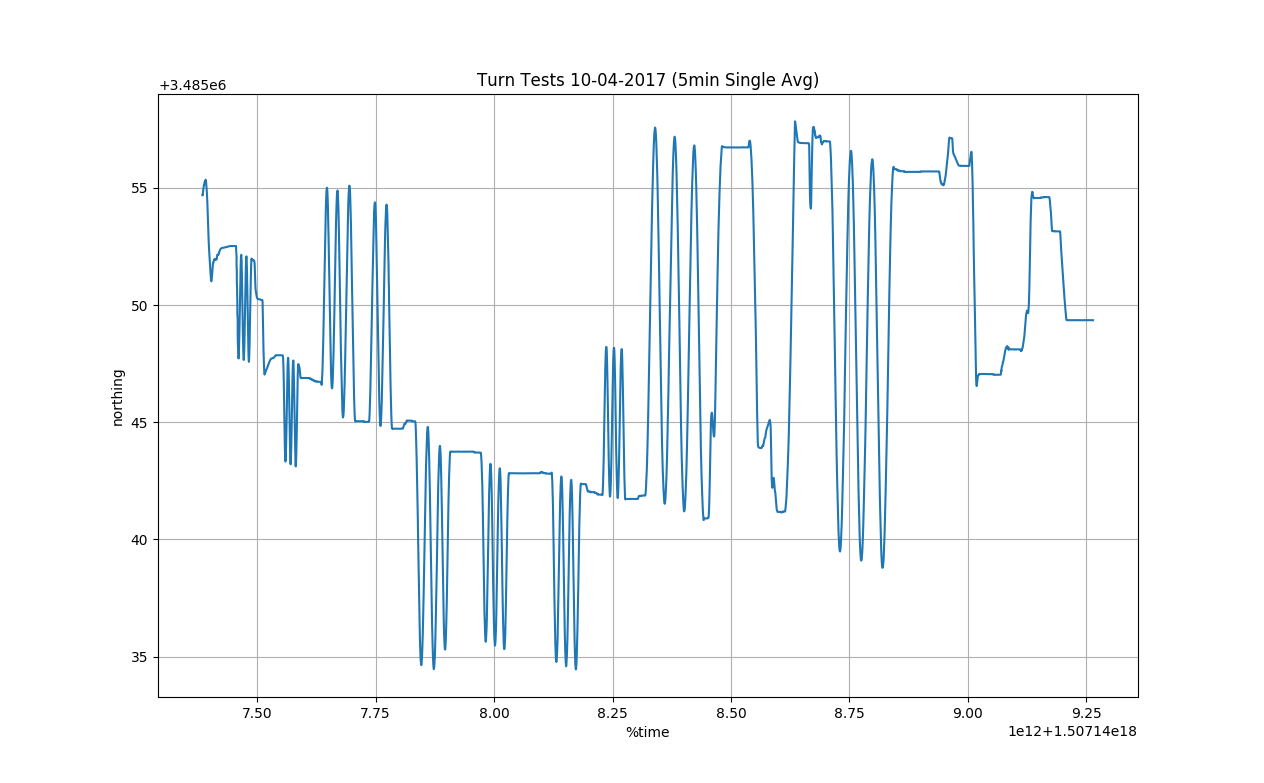 Turn Tests 10-04-2017 (5min Single Avg)
+3.485e6
55
50
45
40
35
northing
7.50 7.75 8.00 8.25 8.50 8.75 9.00 9.25
%time
1e12+1.50714e18